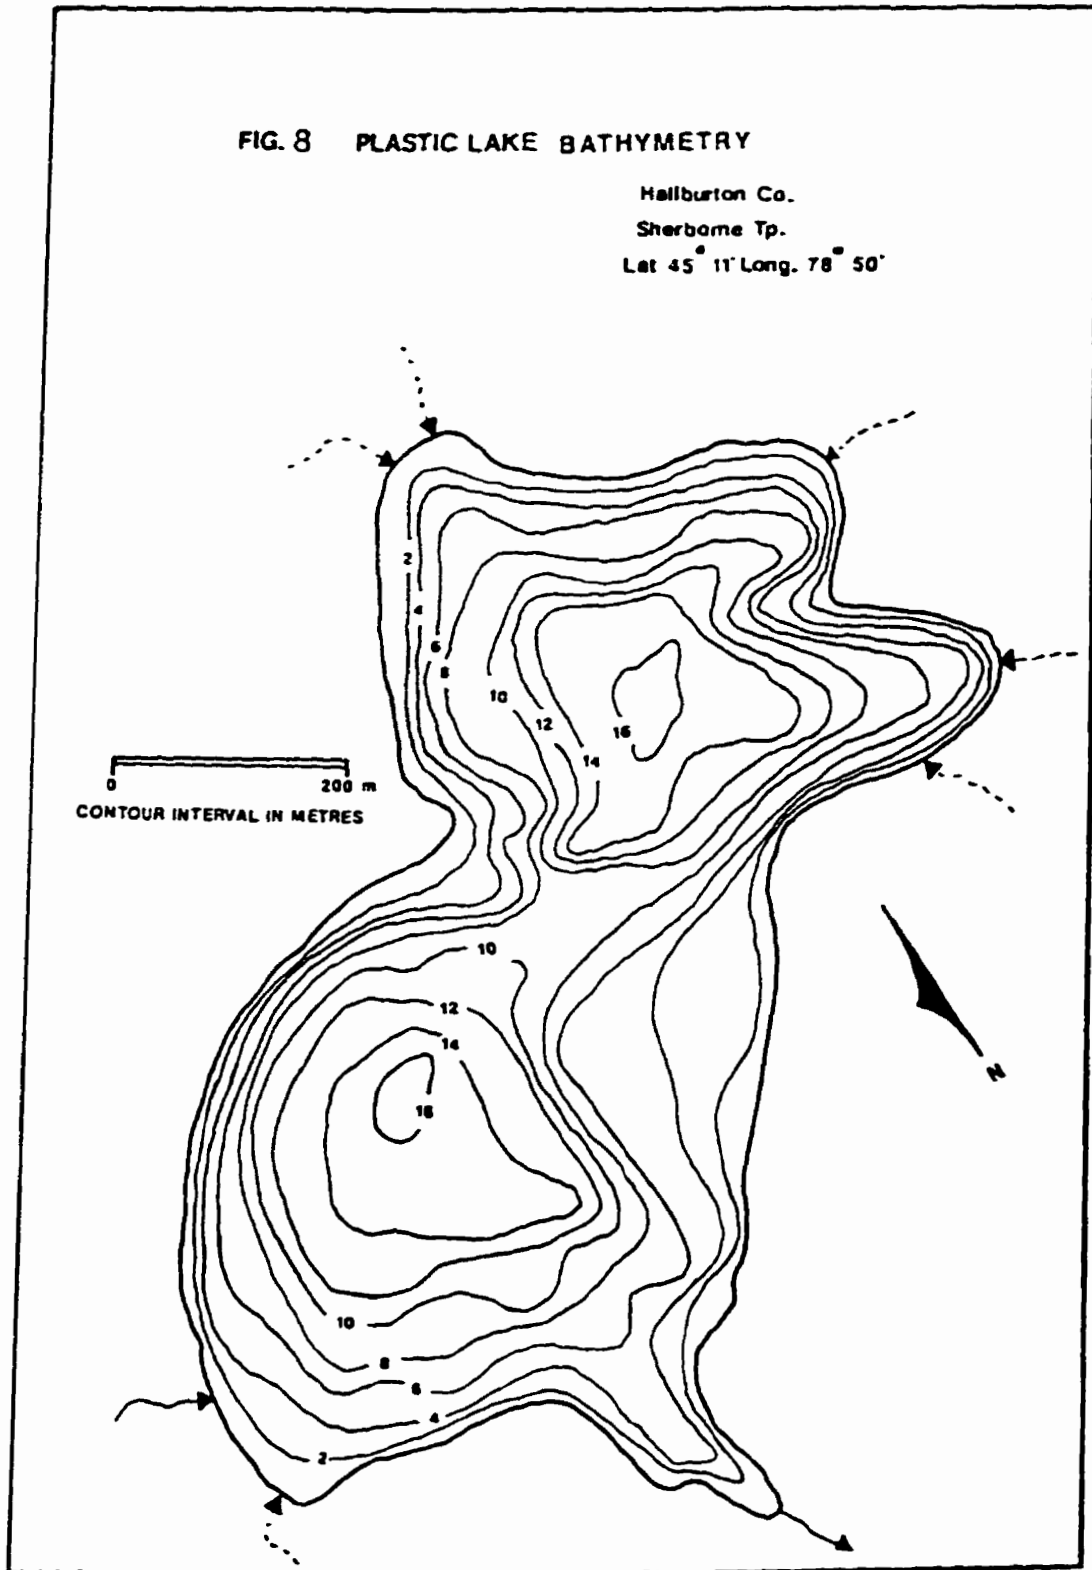 FIG. 8 PLASTIC LAKE BATHYMETRY
Haliburton Co.
Sherborne Tp.
Lat 45° 11' Long. 78° 50'
2
4
6
8
10
12
14
16
0 200 m
CONTOUR INTERVAL IN METRES
10
12
14
16
N
10
8
6
4
2